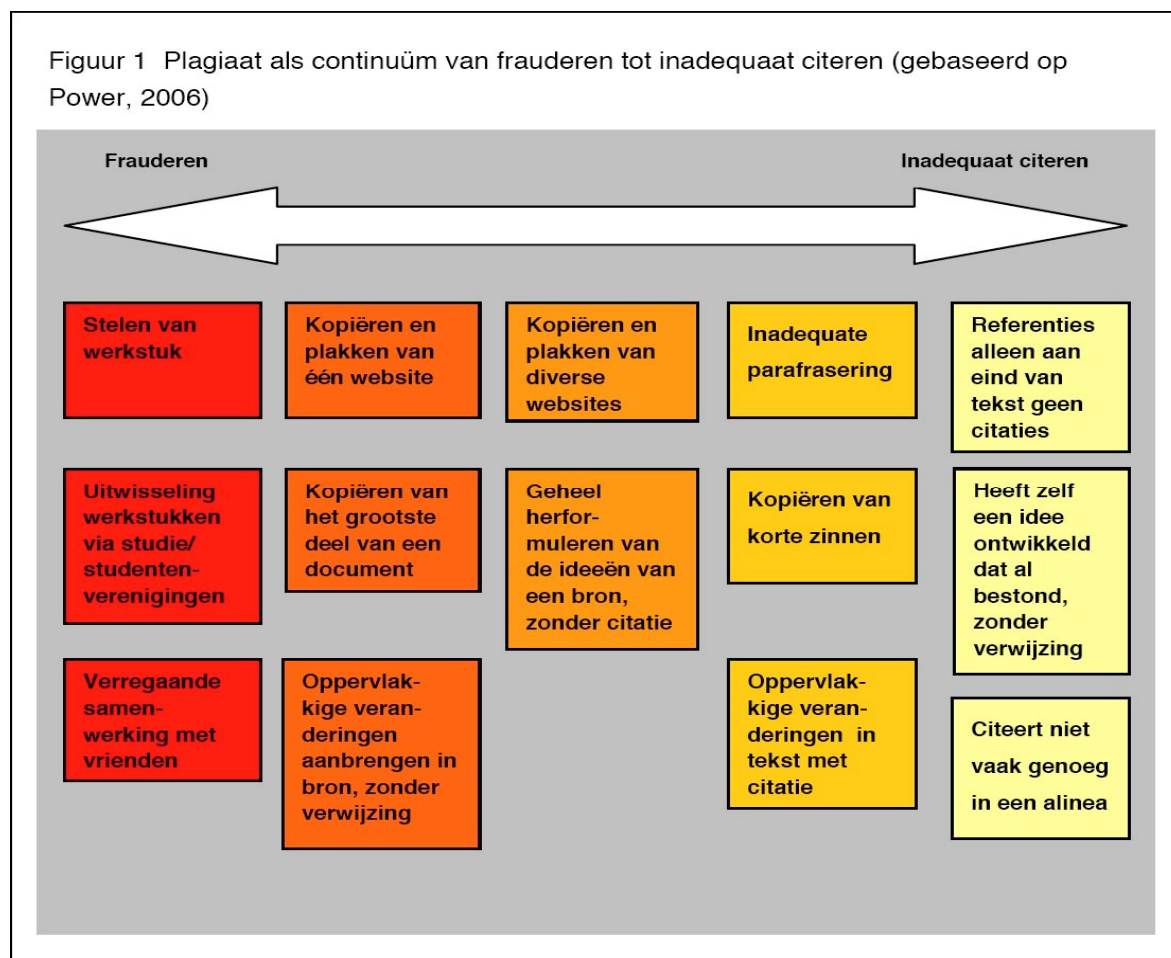 Figuur 1  Plagiaat als continuüm van frauderen tot inadequaat citeren (gebaseerd op
Power, 2006)
Frauderen
Inadequaat citeren
Stelen van
werkstuk
Kopiëren en
plakken van
één website
Kopiëren en
plakken van
diverse
websites
Inadequate
parafrasering
Referenties
alleen aan
eind van
tekst geen
citaties
Uitwisseling
werkstukken
via studie/
studenten-
verenigingen
Kopiëren van
het grootste
deel van een
document
Geheel
herfor-
muleren van
de ideeën van
een bron,
zonder citatie
Kopiëren van
korte zinnen
Heeft zelf
een idee
ontwikkeld
dat al
bestond,
zonder
verwijzing
Verregaande
samen-
werking met
vrienden
Oppervlak-
kige veran-
deringen
aanbrengen in
bron, zonder
verwijzing
Oppervlak-
kige veran-
deringen  in
tekst met
citatie
Citeert niet
vaak genoeg
in een alinea